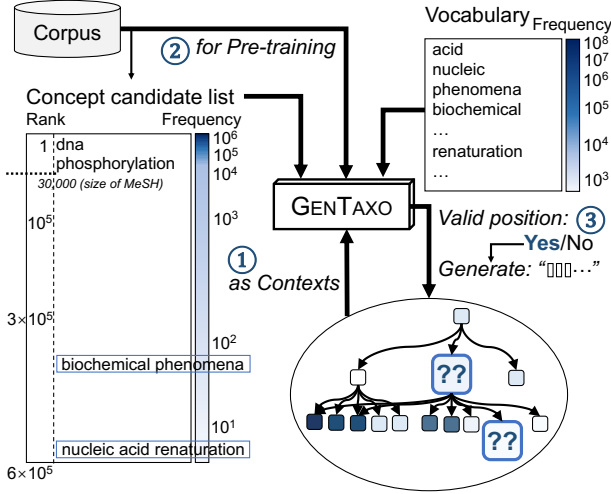 Corpus
② for Pre-training
Vocabulary Frequency
acid
nucleic
phenomena
biochemical
...
renaturation
...
10⁸
10⁷
10⁶
10⁵
10⁴
10³
Concept candidate list
Rank Frequency
1 dna
phosphorylation
30,000 (size of MeSH)
10⁵
3×10⁵
6×10⁵
10⁶
10⁵
10⁴
10³
10²
10¹
biochemical phenomena
nucleic acid renaturation
GENTAXO
① as Contexts
Valid position: ③
Yes/No
Generate: “▯▯▯...”
??
??